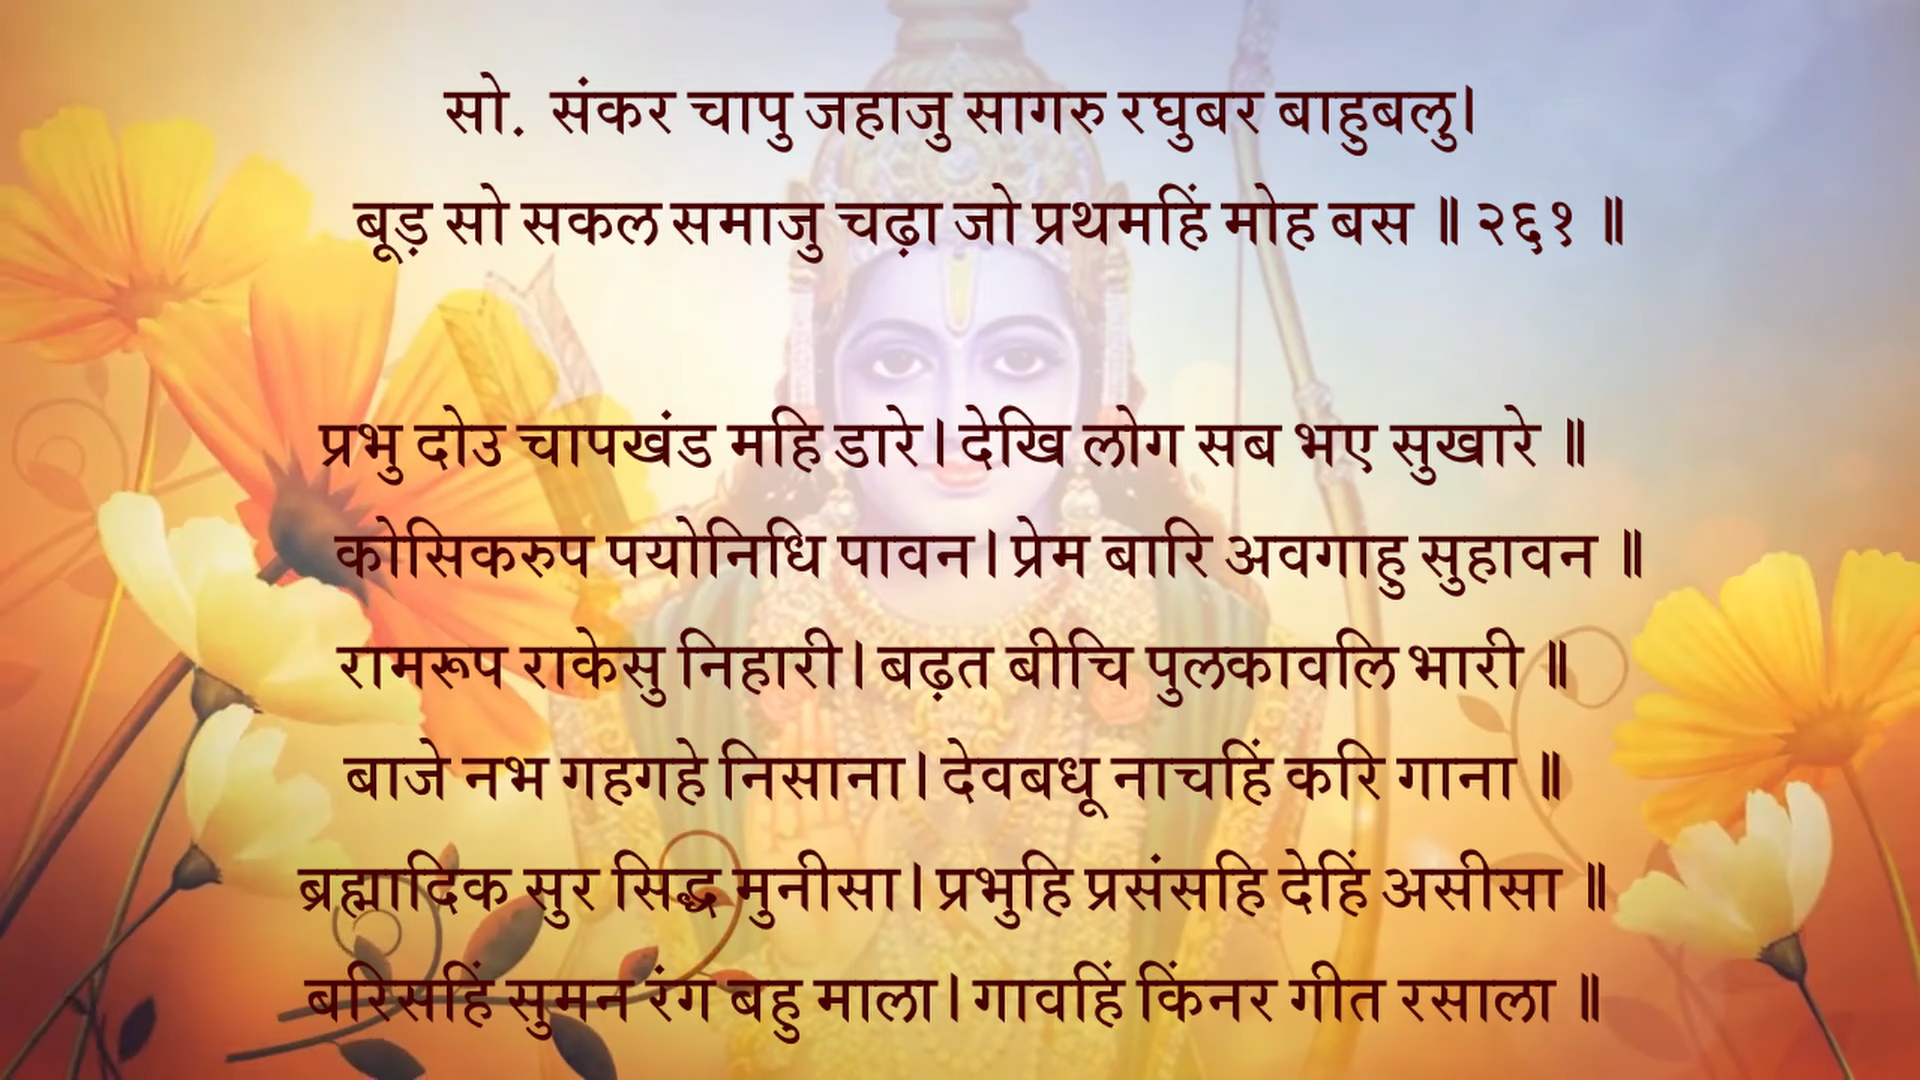 सो. संकर चापु जहाजु सागरु रघुबर बाहुबलु।
बूड़ सो सकल समाजु चढ़ा जो प्रथमहिं मोह बस ॥ २६१ ॥
प्रभु दोउ चापखंड महि डारे। देखि लोग सब भए सुखारे ॥
कोसिकरुप पयोनिधि पावन। प्रेम बारि अवगाहु सुहावन ॥
रामरूप राकेसु निहारी। बढ़त बीचि पुलकावलि भारी ॥
बाजे नभ गहगहे निसाना। देवबधू नाचहिं करि गाना ॥
ब्रह्मादिक सुर सिद्ध मुनीसा। प्रभुहि प्रसंसहि देहिं असीसा ॥
बरिसहिं सुमन रंग बहु माला। गावहिं किंनर गीत रसाला ॥